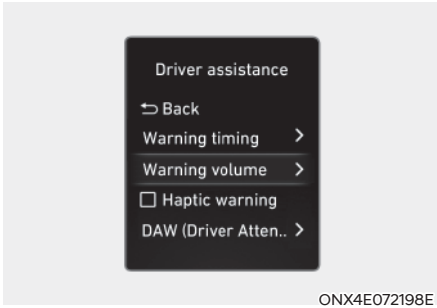 Driver assistance
Back
Warning timing
Warning volume
Haptic warning
DAW (Driver Atten..
ONX4E072198E